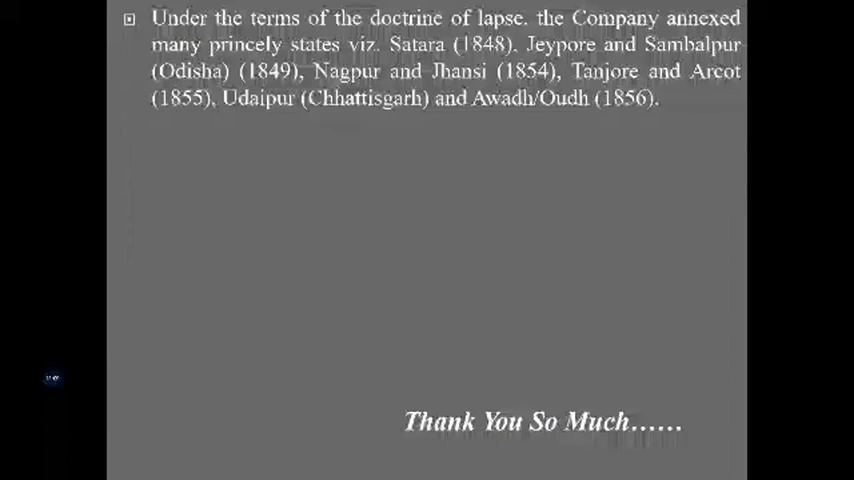 Under the terms of the doctrine of lapse. the Company annexed
many princely states viz. Satara (1848). Jeypore and Sambalpur
(Odisha) (1849), Nagpur and Jhansi (1854), Tanjore and Arcot
(1855), Udaipur (Chhattisgarh) and Awadh/Oudh (1856).
Thank You So Much......